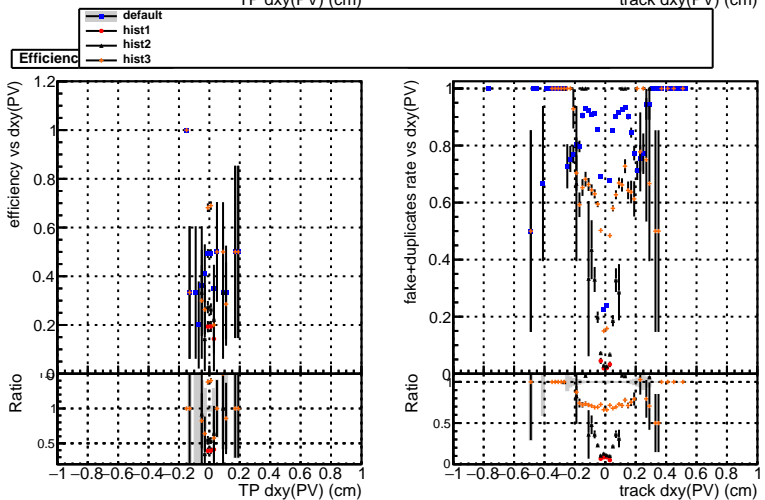 TP dxy(PV) (cm) track dxy(PV) (cm)
default
hist1
hist2
hist3
Efficienc
efficiency vs dxy(PV)
1.2
1
0.8
0.6
0.4
0.2
0
Ratio
1
0.5
−1 −0.8 −0.6 −0.4 −0.2 0 0.2 0.4 0.6 0.8 1
TP dxy(PV) (cm)
fake+duplicates rate vs dxy(PV)
1
0.8
0.6
0.4
0.2
0
Ratio
1
0.5
−1 −0.8 −0.6 −0.4 −0.2 0 0.2 0.4 0.6 0.8 1
track dxy(PV) (cm)